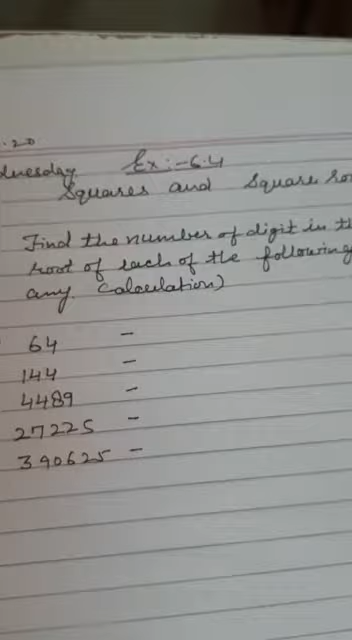 .20
Ex:-6.4
Squares and Square
Find the number of digit in
root of each of the following
any calculation)
64 -
144 -
4489 -
27225 -
390625 -